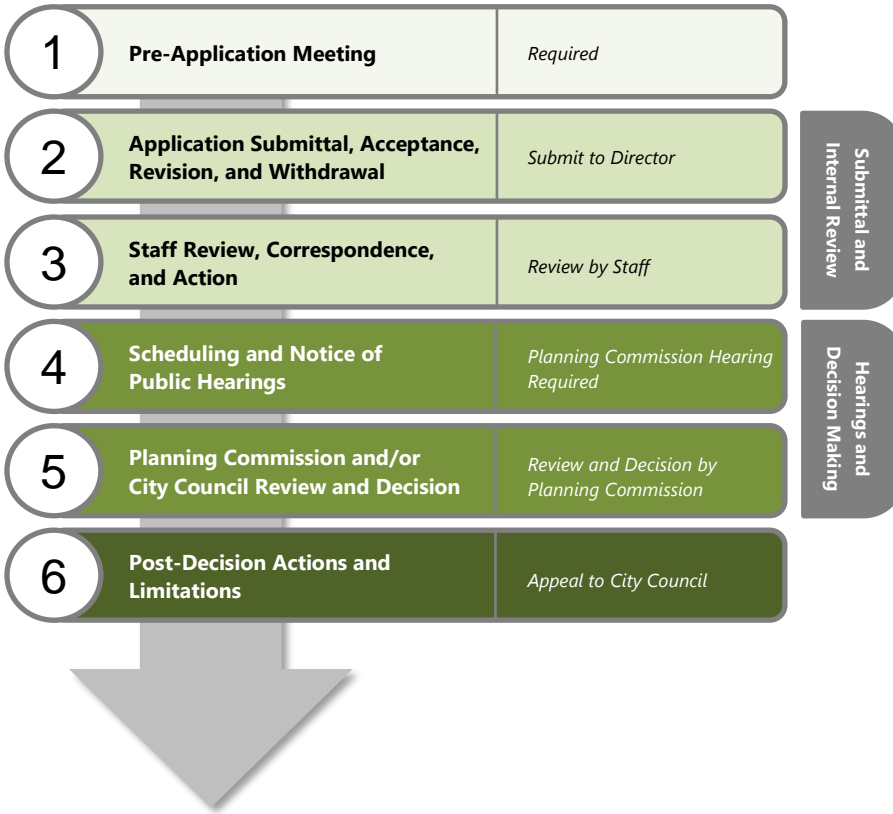 1
Pre-Application Meeting
Required
2
Application Submittal, Acceptance,
Revision, and Withdrawal
Submit to Director
3
Staff Review, Correspondence,
and Action
Review by Staff
Submittal and
Internal Review
4
Scheduling and Notice of
Public Hearings
Planning Commission Hearing
Required
5
Planning Commission and/or
City Council Review and Decision
Review and Decision by
Planning Commission
Hearings and
Decision Making
6
Post-Decision Actions and
Limitations
Appeal to City Council